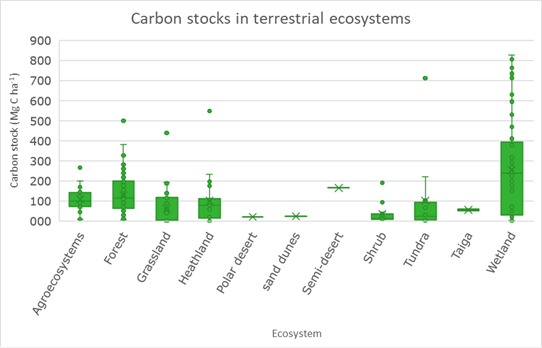 Carbon stocks in terrestrial ecosystems
Carbon stock (Mg C ha⁻¹)
900
800
700
600
500
400
300
200
100
000
Agroecosystems
Forest
Grassland
Heathland
Polar desert
sand dunes
Semi-desert
Shrub
Tundra
Taiga
Wetland
Ecosystem